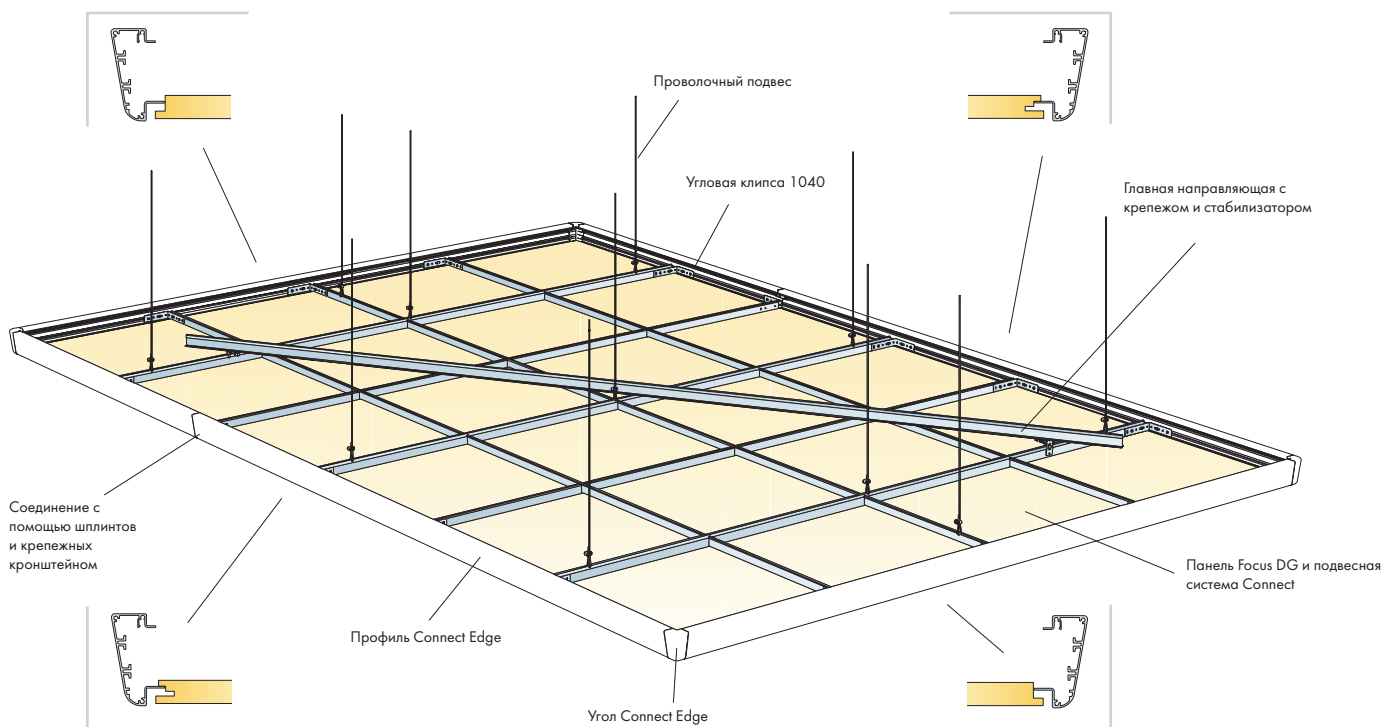 Проволочный подвес
Угловая клипса 1040
Главная направляющая с
крепежом и стабилизатором
Соединение с
помощью шплинтов
и крепежных
кронштейном
Панель Focus DG и подвесная
система Connect
Профиль Connect Edge
Угол Connect Edge